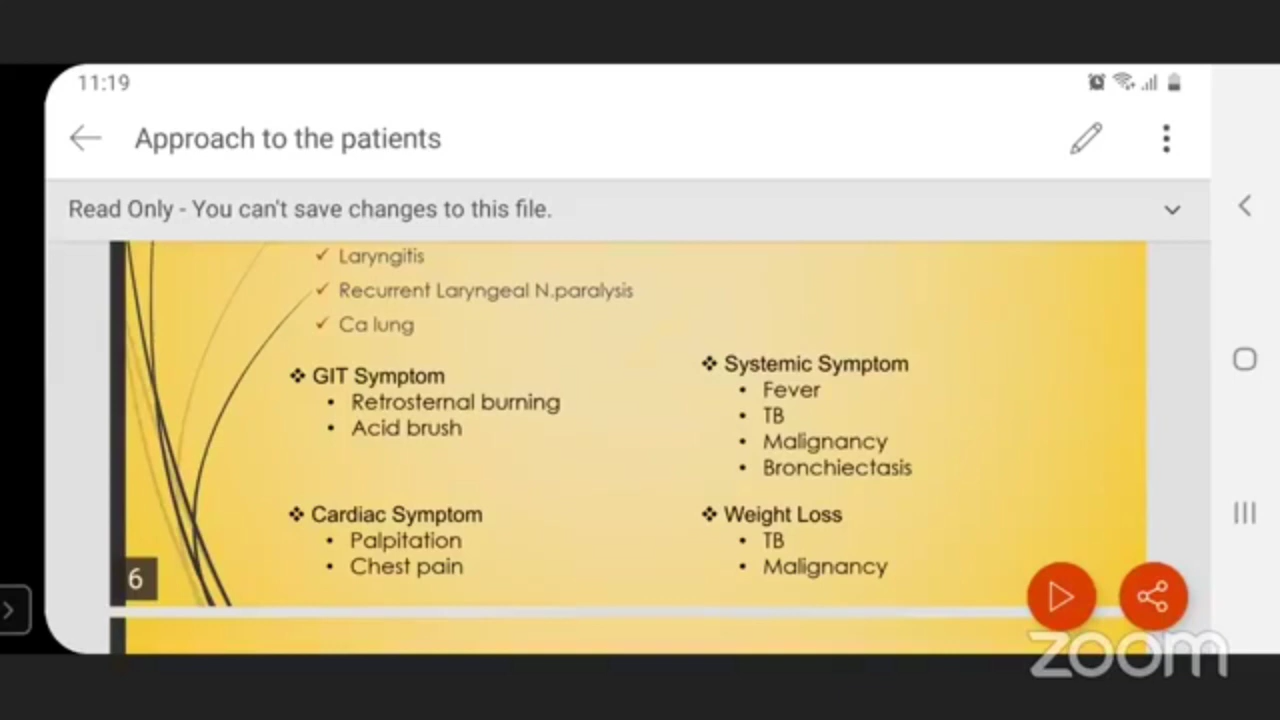 11:19
Approach to the patients
Read Only - You can't save changes to this file.
✓ Laryngitis
✓ Recurrent Laryngeal N.paralysis
✓ Ca lung
❖ GIT Symptom
• Retrosternal burning
• Acid brush
❖ Cardiac Symptom
• Palpitation
• Chest pain
❖ Systemic Symptom
• Fever
• TB
• Malignancy
• Bronchiectasis
❖ Weight Loss
• TB
• Malignancy
6
zoom